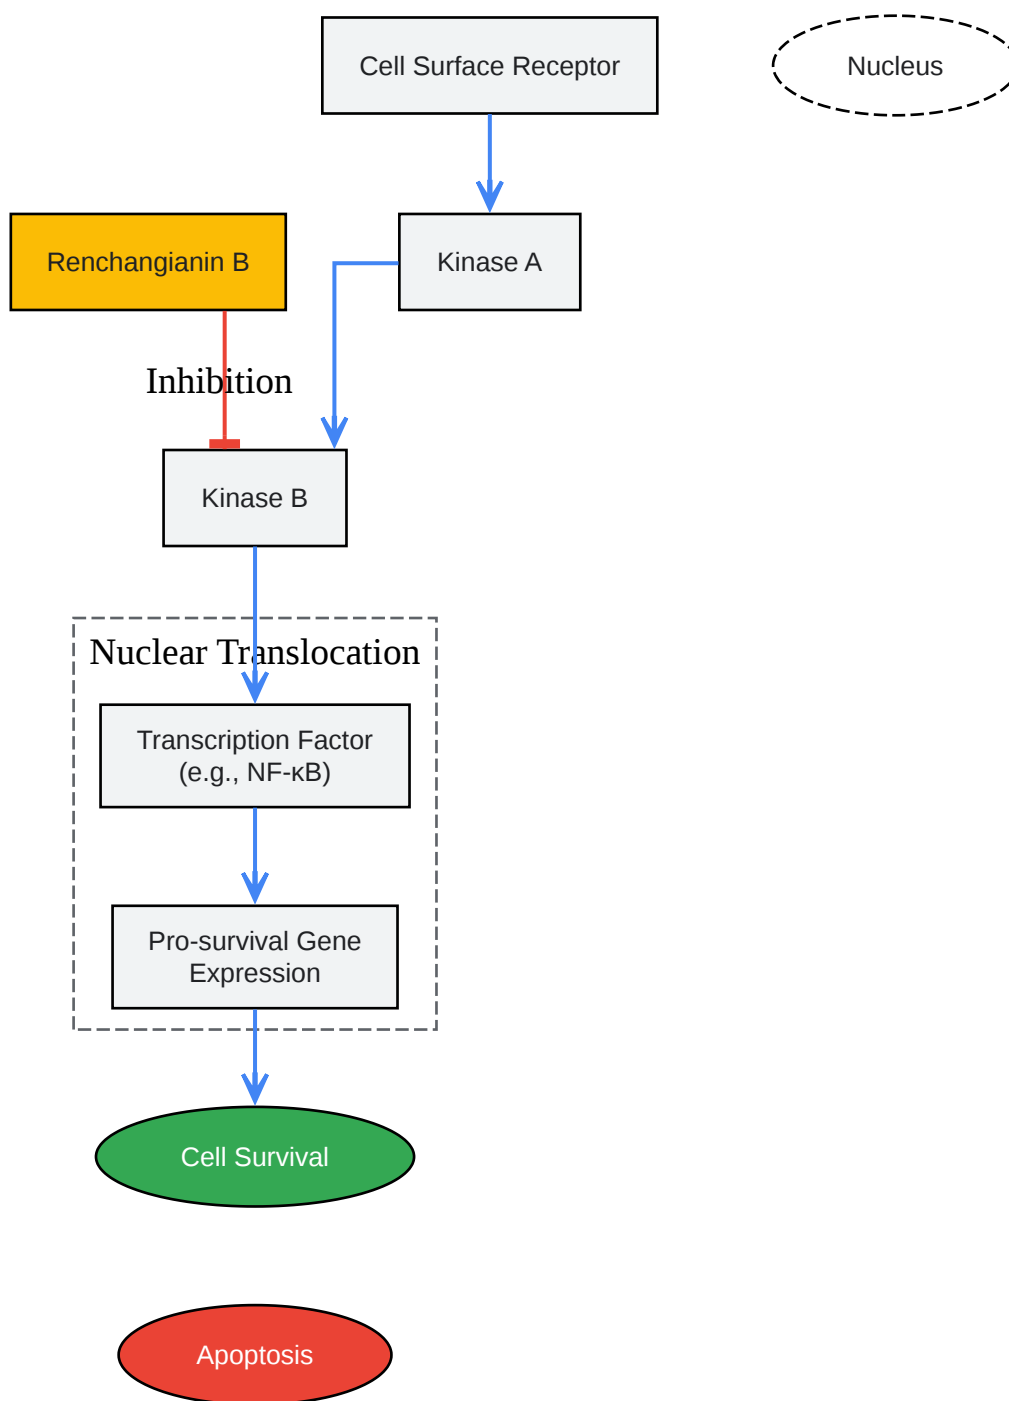 Cell Surface Receptor
Nucleus
Renchangianin B
Kinase A
Inhibition
Kinase B
Nuclear Translocation
Transcription Factor
(e.g., NF-κB)
Pro-survival Gene
Expression
Cell Survival
Apoptosis